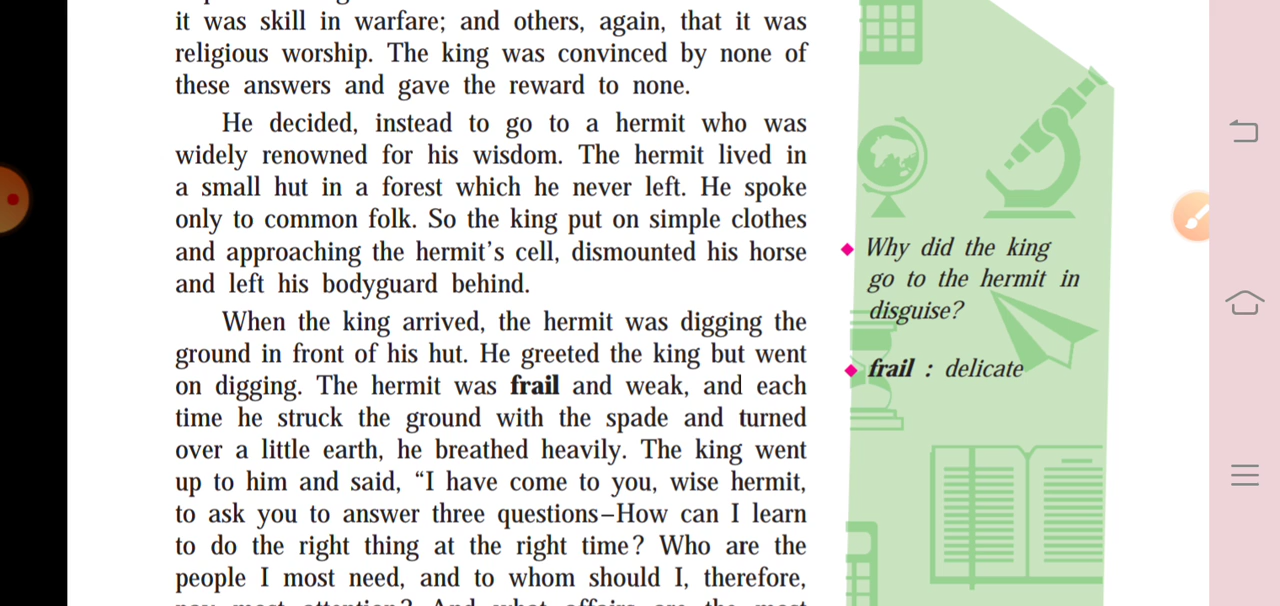 it was skill in warfare; and others, again, that it was
religious worship. The king was convinced by none of
these answers and gave the reward to none.
He decided, instead to go to a hermit who was
widely renowned for his wisdom. The hermit lived in
a small hut in a forest which he never left. He spoke
only to common folk. So the king put on simple clothes
and approaching the hermit's cell, dismounted his horse
and left his bodyguard behind.
When the king arrived, the hermit was digging the
ground in front of his hut. He greeted the king but went
on digging. The hermit was frail and weak, and each
time he struck the ground with the spade and turned
over a little earth, he breathed heavily. The king went
up to him and said, “I have come to you, wise hermit,
to ask you to answer three questions–How can I learn
to do the right thing at the right time? Who are the
people I most need, and to whom should I, therefore,
◆ Why did the king
go to the hermit in
disguise?
◆ frail : delicate